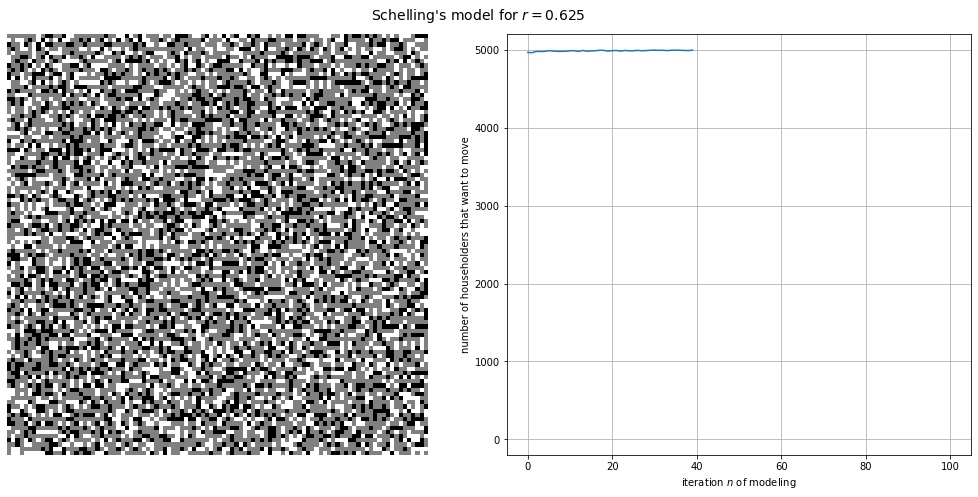 Schelling's model for r = 0.625
number of householders that want to move
5000
4000
3000
2000
1000
0
0 20 40 60 80 100
iteration n of modeling